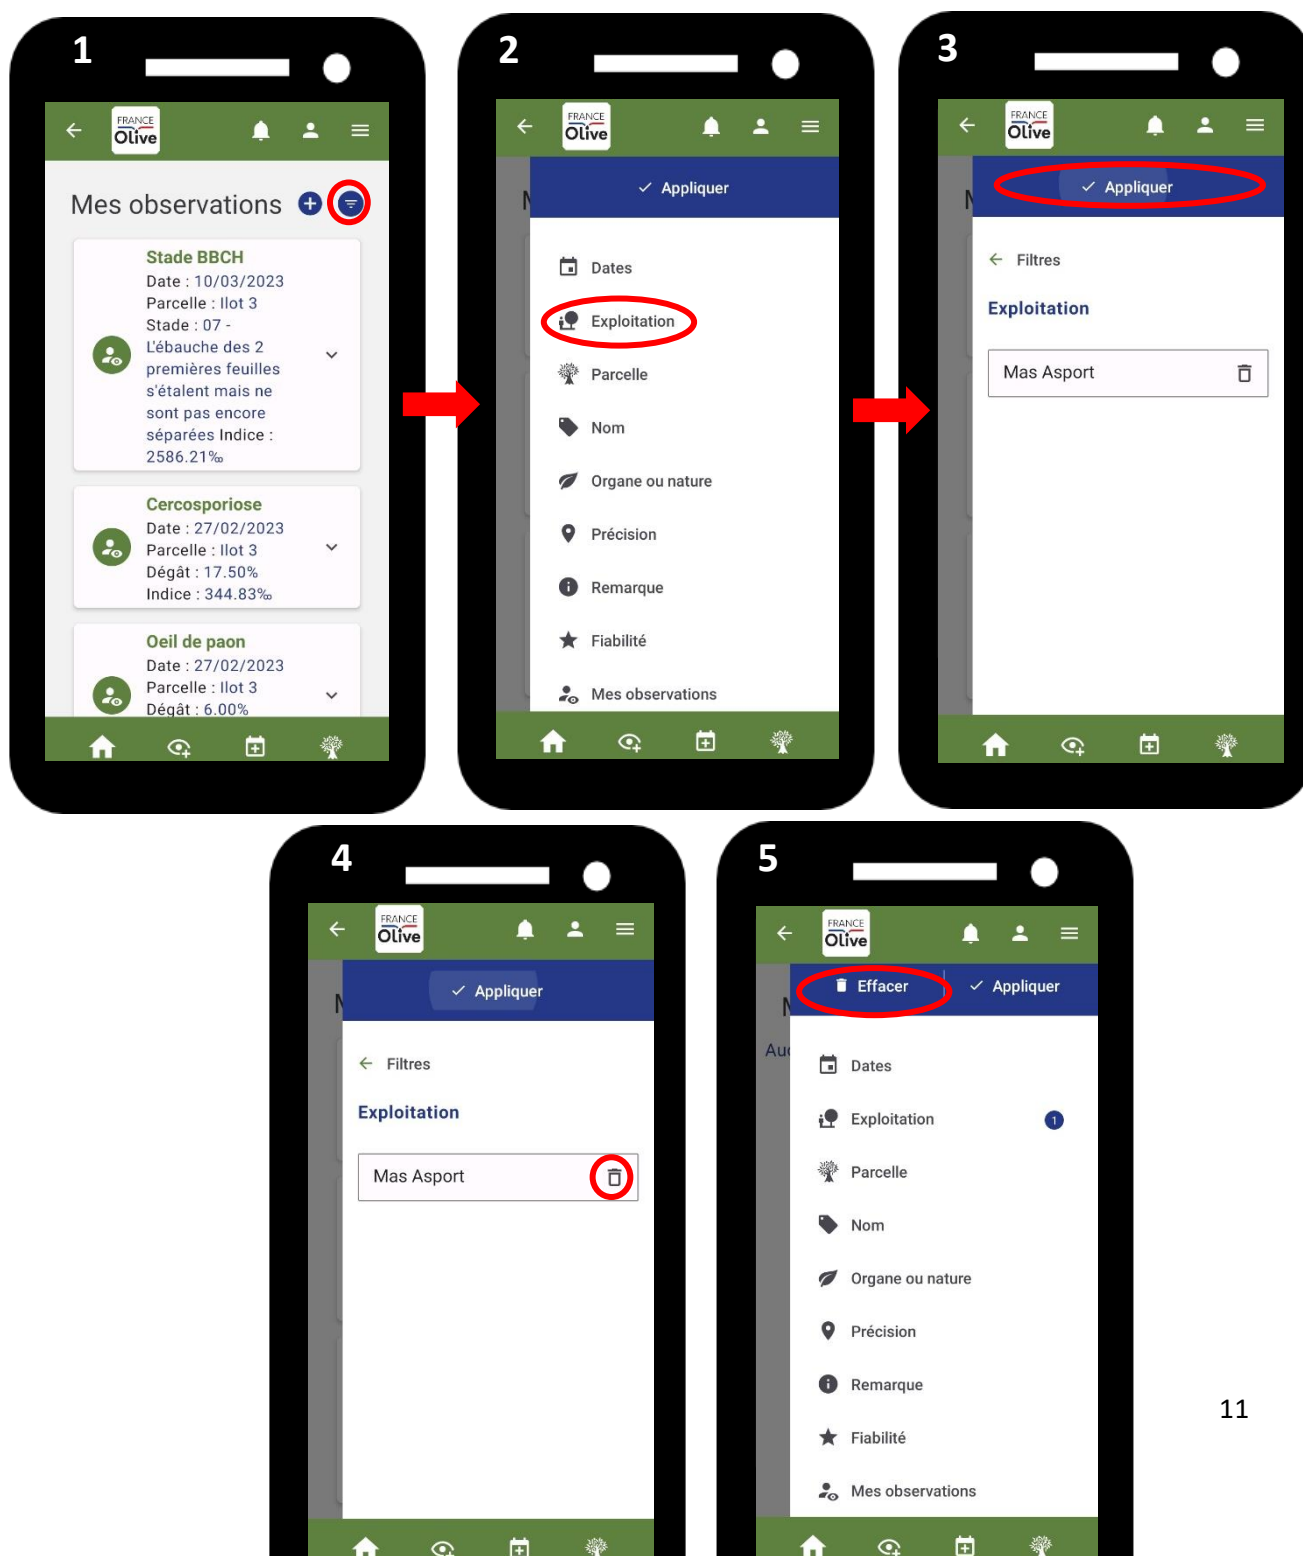 1
FRANCE
Olive
Mes observations
Stade BBCH
Date : 10/03/2023
Parcelle : Ilot 3
Stade : 07 -
L'ébauche des 2
premières feuilles
s'étalent mais ne
sont pas encore
séparées Indice :
2586.21‰
Cercosporiose
Date : 27/02/2023
Parcelle : Ilot 3
Dégât : 17.50%
Indice : 344.83‰
Oeil de paon
Date : 27/02/2023
Parcelle : Ilot 3
Dégât : 6.00%
2
FRANCE
Olive
M
Appliquer
Dates
Exploitation
Parcelle
Nom
Organe ou nature
Précision
Remarque
Fiabilité
Mes observations
3
FRANCE
Olive
M
Appliquer
Filtres
Exploitation
Mas Asport
4
FRANCE
Olive
M
Appliquer
Filtres
Exploitation
Mas Asport
5
FRANCE
Olive
M
Effacer Appliquer
Auc
Dates
Exploitation 1
Parcelle
Nom
Organe ou nature
Précision
Remarque
Fiabilité
Mes observations
11